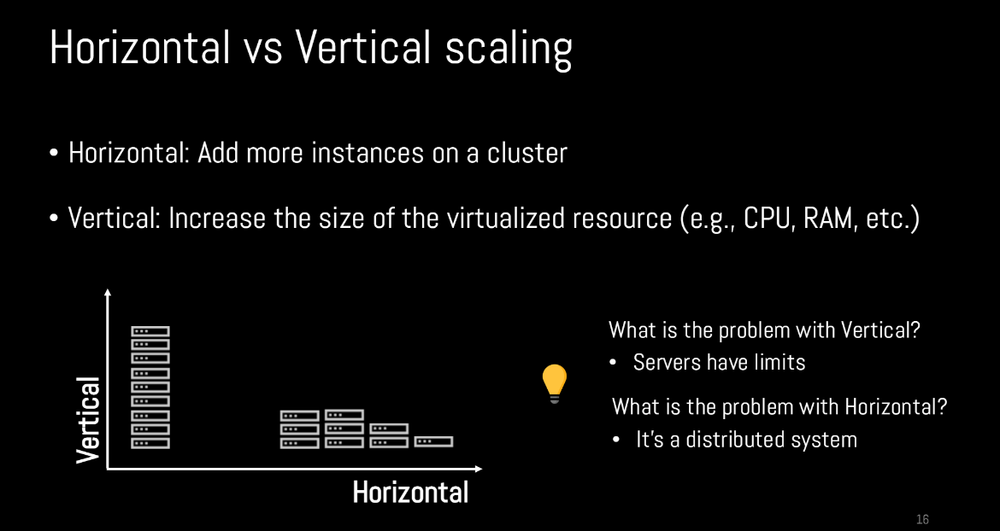 Horizontal vs Vertical scaling
• Horizontal: Add more instances on a cluster
• Vertical: Increase the size of the virtualized resource (e.g., CPU, RAM, etc.)
Vertical
Horizontal
What is the problem with Vertical?
• Servers have limits
What is the problem with Horizontal?
• It's a distributed system
16